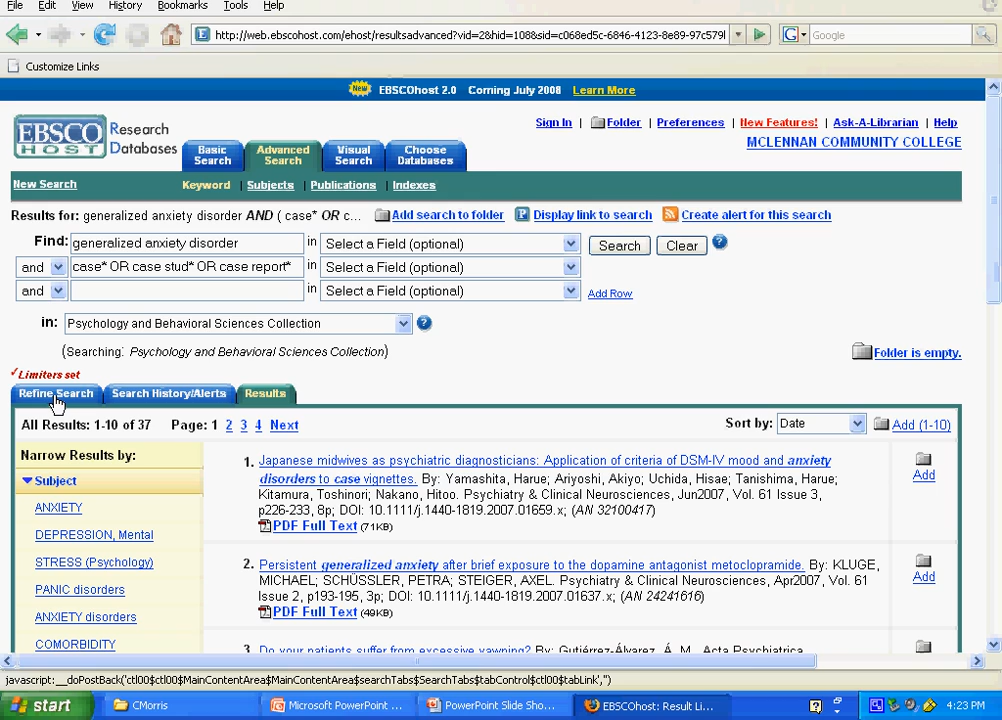 File Edit View History Bookmarks Tools Help
http://web.ebscohost.com/ehost/resultsadvanced?vid=2&hid=108&sid=c068ed5c-6846-4123-8e89-97c579l
Google
Customize Links
New EBSCOhost 2.0 Coming July 2008 Learn More
Sign In | Folder | Preferences | New Features! | Ask-A-Librarian | Help
EBSCO HOST Research Databases
Basic Search
Advanced Search
Visual Search
Choose Databases
MCLENNAN COMMUNITY COLLEGE
New Search
Keyword | Subjects | Publications | Indexes
Results for: generalized anxiety disorder AND ( case* OR c... Add search to folder Display link to search Create alert for this search
Find: generalized anxiety disorder in Select a Field (optional) Search Clear
and case* OR case stud* OR case report* in Select a Field (optional)
and in Select a Field (optional) Add Row
in: Psychology and Behavioral Sciences Collection
(Searching: Psychology and Behavioral Sciences Collection)
Folder is empty.
Limiters set
Refine Search Search History/Alerts Results
All Results: 1-10 of 37 Page: 1 2 3 4 Next Sort by: Date Add (1-10)
Narrow Results by:
Subject
ANXIETY
DEPRESSION, Mental
STRESS (Psychology)
PANIC disorders
ANXIETY disorders
COMORBIDITY
1. Japanese midwives as psychiatric diagnosticians: Application of criteria of DSM-IV mood and anxiety
disorders to case vignettes. By: Yamashita, Harue; Ariyoshi, Akiyo; Uchida, Hisae; Tanishima, Harue;
Kitamura, Toshinori; Nakano, Hitoo. Psychiatry & Clinical Neurosciences, Jun2007, Vol. 61 Issue 3,
p226-233, 8p; DOI: 10.1111/j.1440-1819.2007.01659.x; (AN 32100417)
PDF Full Text (71KB)
Add
2. Persistent generalized anxiety after brief exposure to the dopamine antagonist metoclopramide. By: KLUGE,
MICHAEL; SCHÜSSLER, PETRA; STEIGER, AXEL. Psychiatry & Clinical Neurosciences, Apr2007, Vol. 61
Issue 2, p193-195, 3p; DOI: 10.1111/j.1440-1819.2007.01637.x; (AN 24241616)
PDF Full Text (49KB)
Add
3. Do your patients suffer from excessive yawning? By: Gutiérrez-Álvarez, Á. M. Acta Psychiatrica
javascript:__doPostBack('ctl00$ctl00$MainContentArea$MainContentArea$searchTabs$SearchTabs$tabControl$ctl00$tabLink','')
start CMorris Microsoft PowerPoint ... PowerPoint Slide Sho... EBSCOhost: Result Li... 4:23 PM